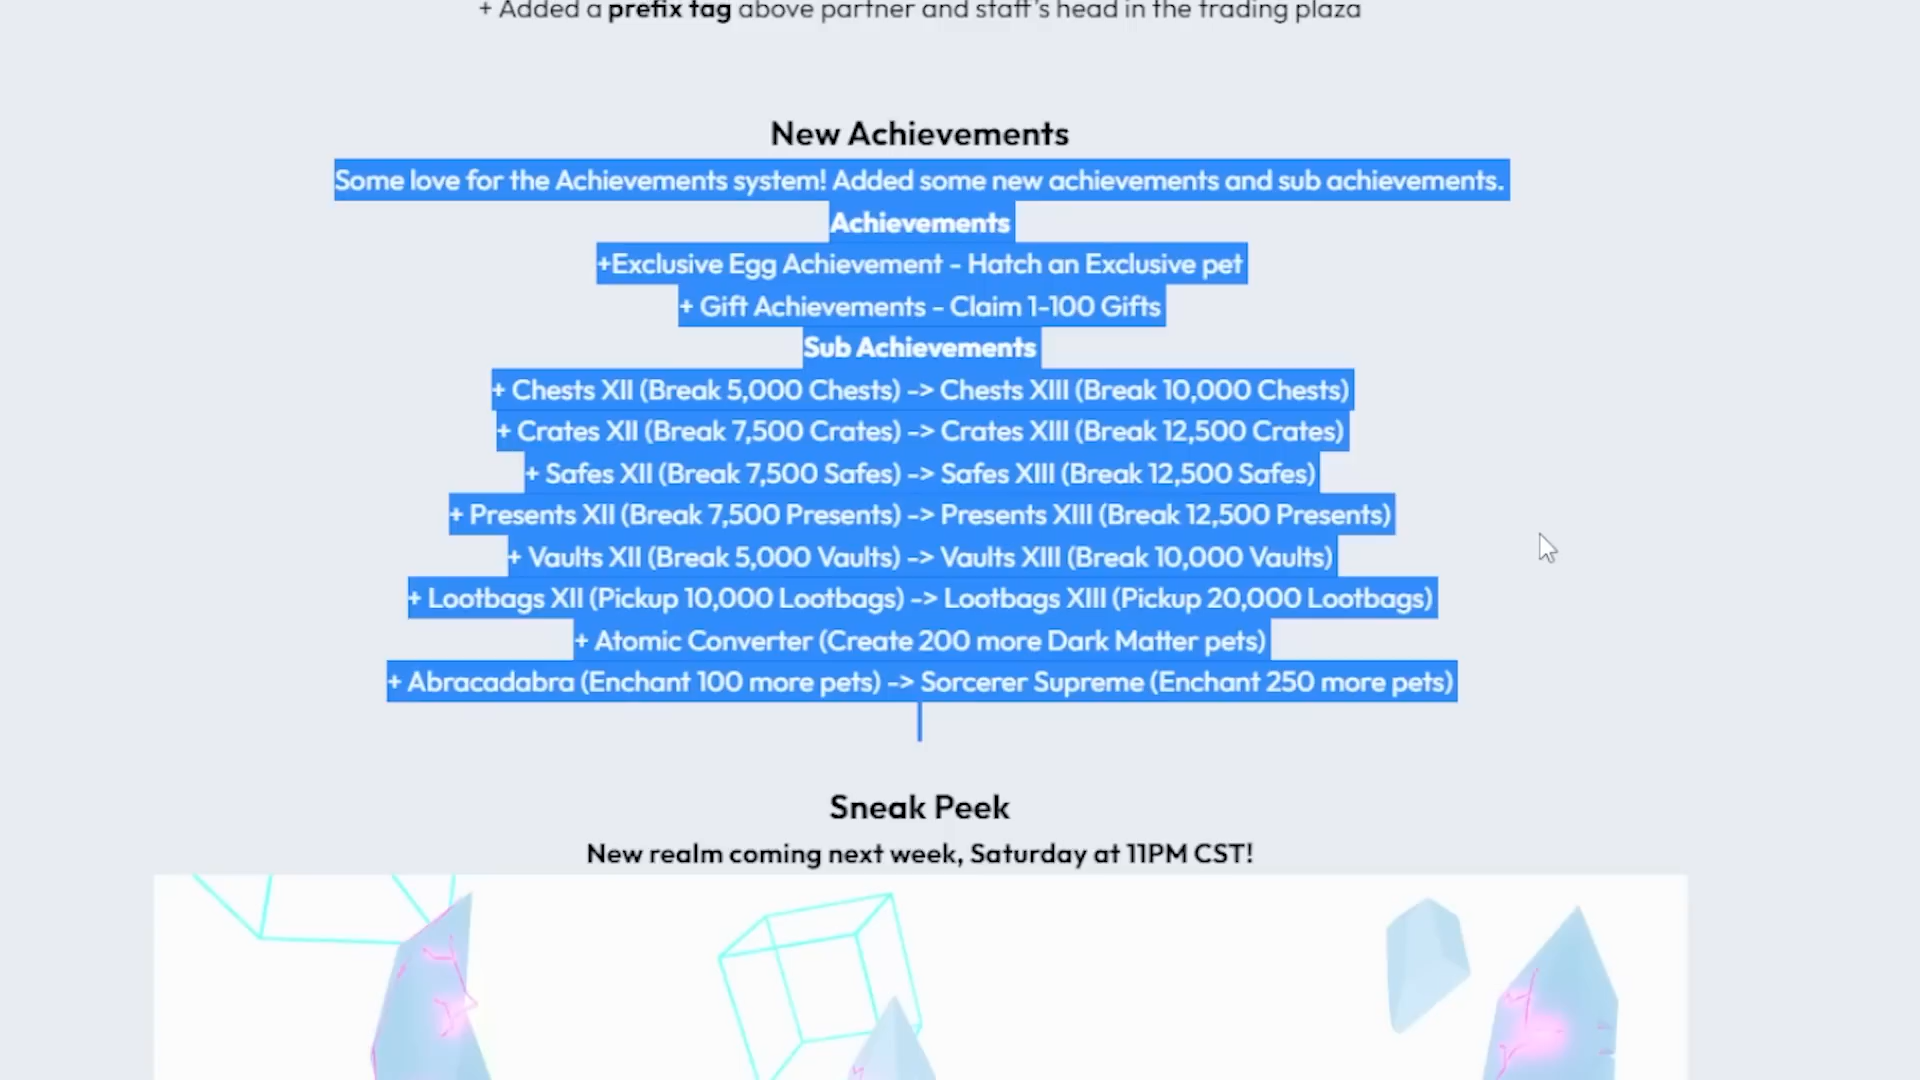 + Added a prefix tag above partner and staff's head in the trading plaza
New Achievements
Some love for the Achievements system! Added some new achievements and sub achievements.
Achievements
+Exclusive Egg Achievement - Hatch an Exclusive pet
+ Gift Achievements - Claim 1-100 Gifts
Sub Achievements
+ Chests XII (Break 5,000 Chests) -> Chests XIII (Break 10,000 Chests)
+ Crates XII (Break 7,500 Crates) -> Crates XIII (Break 12,500 Crates)
+ Safes XII (Break 7,500 Safes) -> Safes XIII (Break 12,500 Safes)
+ Presents XII (Break 7,500 Presents) -> Presents XIII (Break 12,500 Presents)
+ Vaults XII (Break 5,000 Vaults) -> Vaults XIII (Break 10,000 Vaults)
+ Lootbags XII (Pickup 10,000 Lootbags) -> Lootbags XIII (Pickup 20,000 Lootbags)
+ Atomic Converter (Create 200 more Dark Matter pets)
+ Abracadabra (Enchant 100 more pets) -> Sorcerer Supreme (Enchant 250 more pets)
Sneak Peek
New realm coming next week, Saturday at 11PM CST!